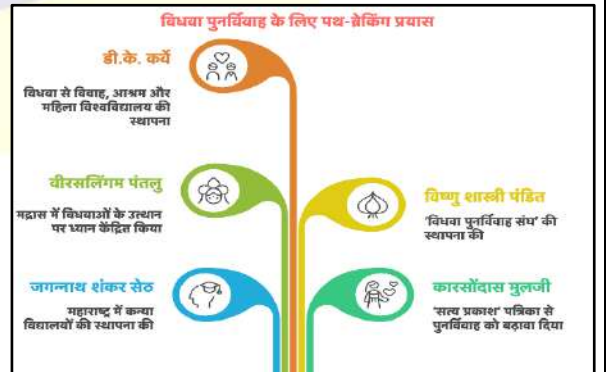 विधवा पुनर्विवाह के लिए पथ-ब्रेकिंग प्रयास
डी.के. कर्वे
विधवा से विवाह, आश्रम और
महिला विश्वविद्यालय की
स्थापना
वीरसलिंगम पंतलु
मद्रास में विधवाओं के उत्थान
पर ध्यान केंद्रित किया
विष्णु शास्त्री पंडित
'विधवा पुनर्विवाह संघ' की
स्थापना की
जगन्नाथ शंकर सेठ
महाराष्ट्र में कन्या
विद्यालयों की स्थापना की
कारसोंदास मुलजी
'सत्य प्रकाश' पत्रिका से
पुनर्विवाह को बढ़ावा दिया